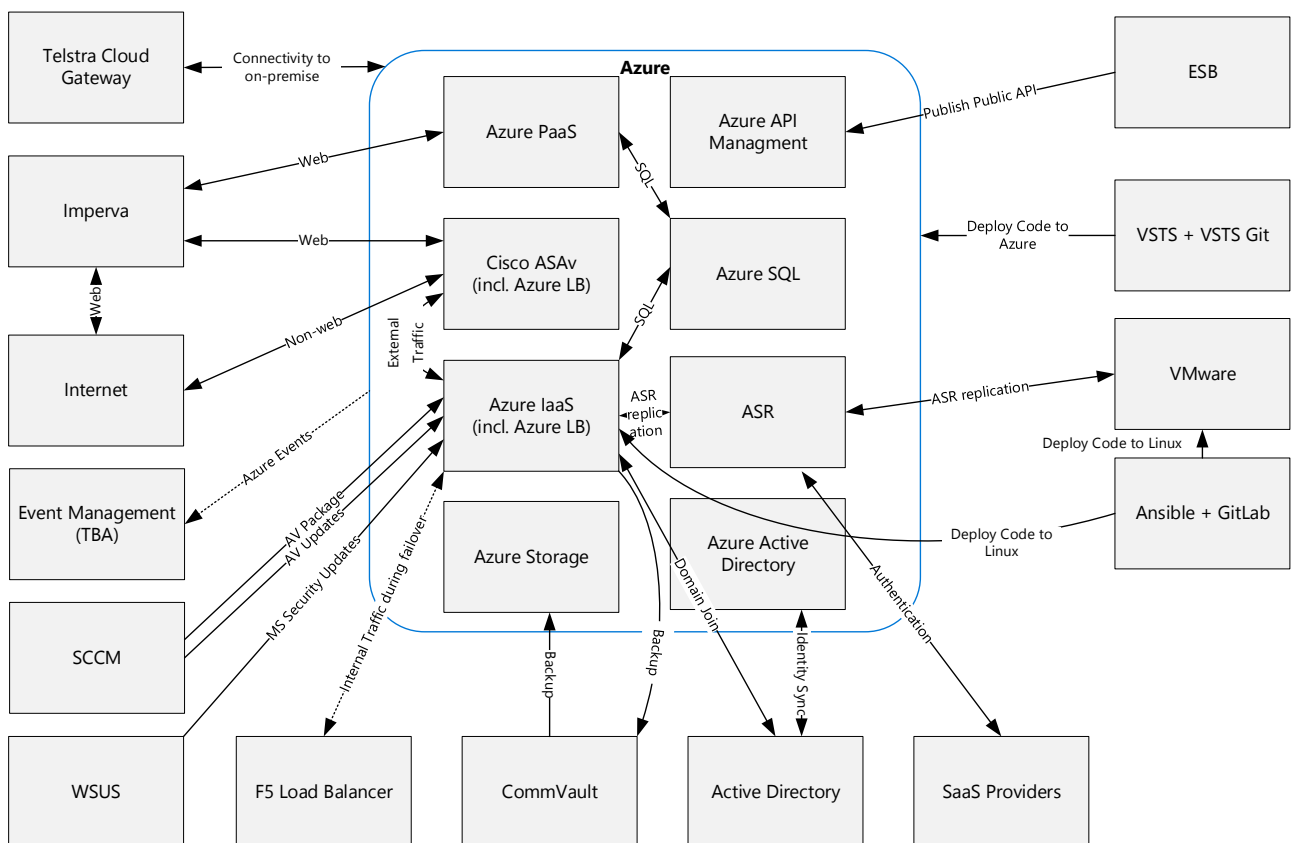 Telstra Cloud
Gateway
Connectivity to
on-premise
Azure
ESB
Azure PaaS
Azure API
Managment
Publish Public API
Imperva
Web
SQL
VSTS + VSTS Git
Deploy Code to
Azure
Web
Cisco ASAv
(incl. Azure LB)
Azure SQL
Web
Non-web
External
Traffic
SQL
Internet
Azure IaaS
(incl. Azure LB)
ASR
replic
ation
ASR
ASR replication
VMware
Deploy Code to Linux
Azure Events
Event Management
(TBA)
AV Package
AV Updates
MS Security Updates
Internal Traffic during failover
Azure Storage
Azure Active
Directory
Deploy Code to
Linux
Ansible + GitLab
Domain Join
Authentication
SCCM
Backup
Backup
Identity Sync
WSUS
F5 Load Balancer
CommVault
Active Directory
SaaS Providers